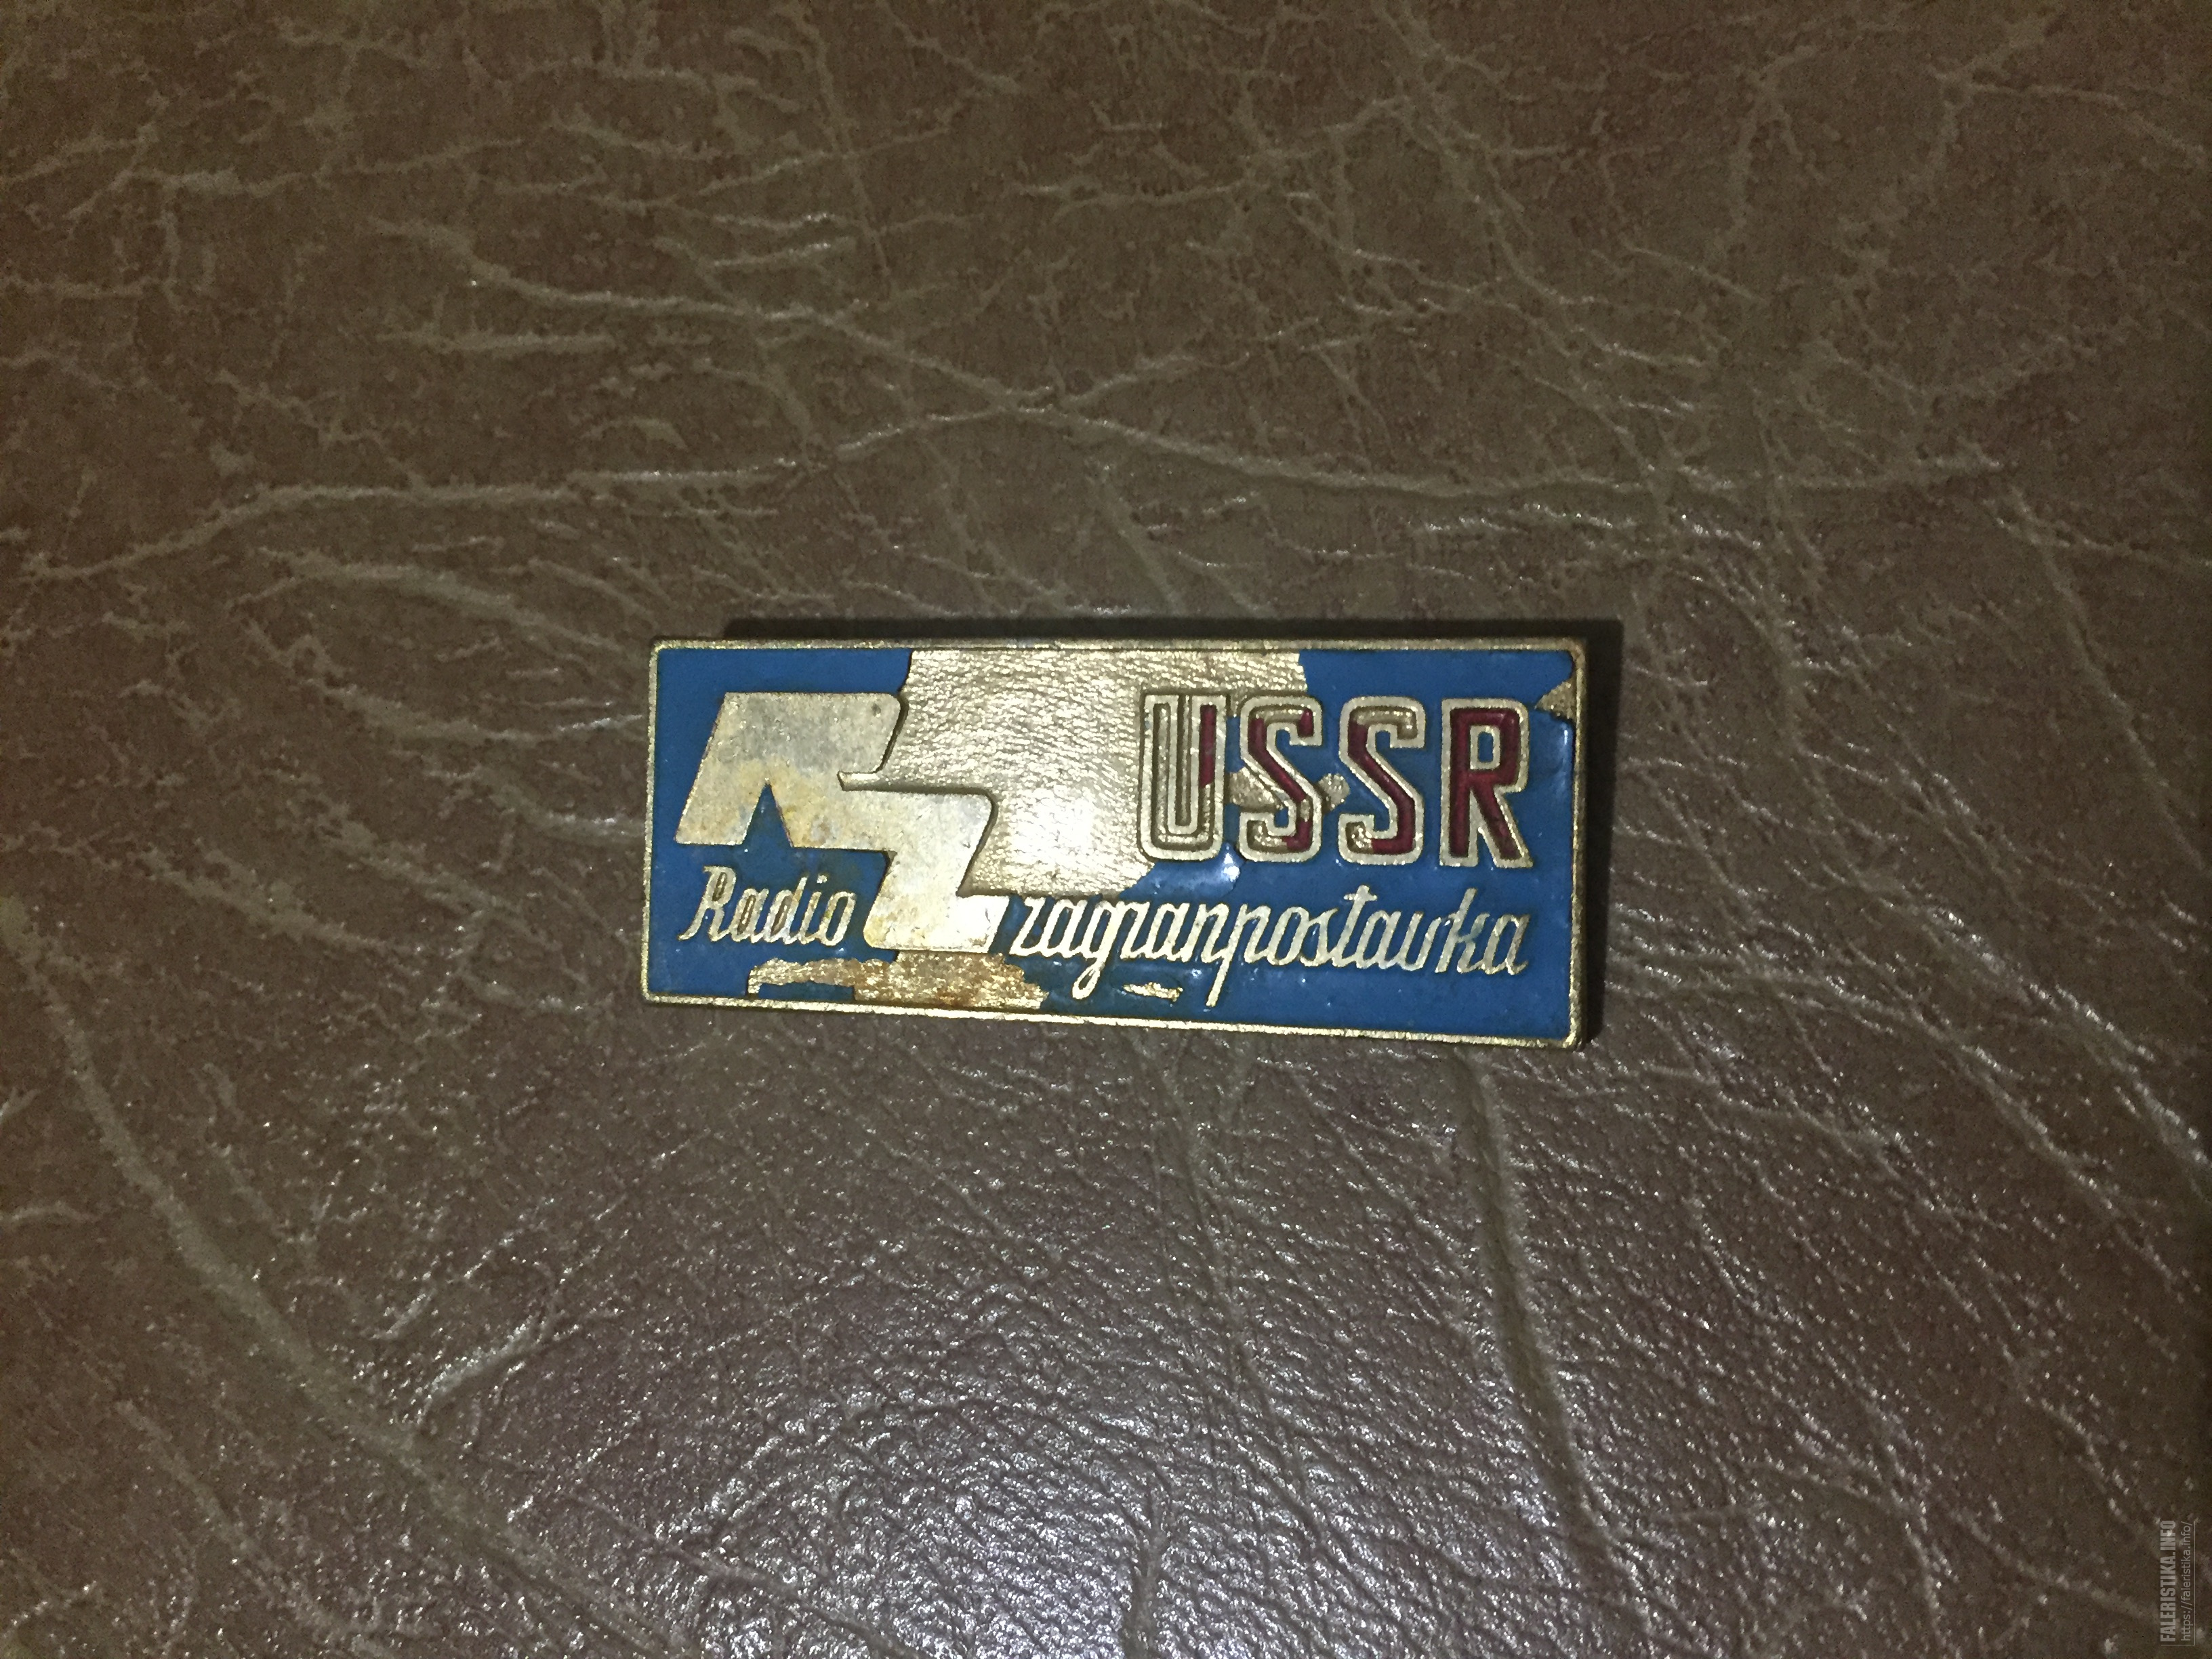 USSR
Radio zagranpostavka
FALERISTIKA.INFO
https://faleristika.info/